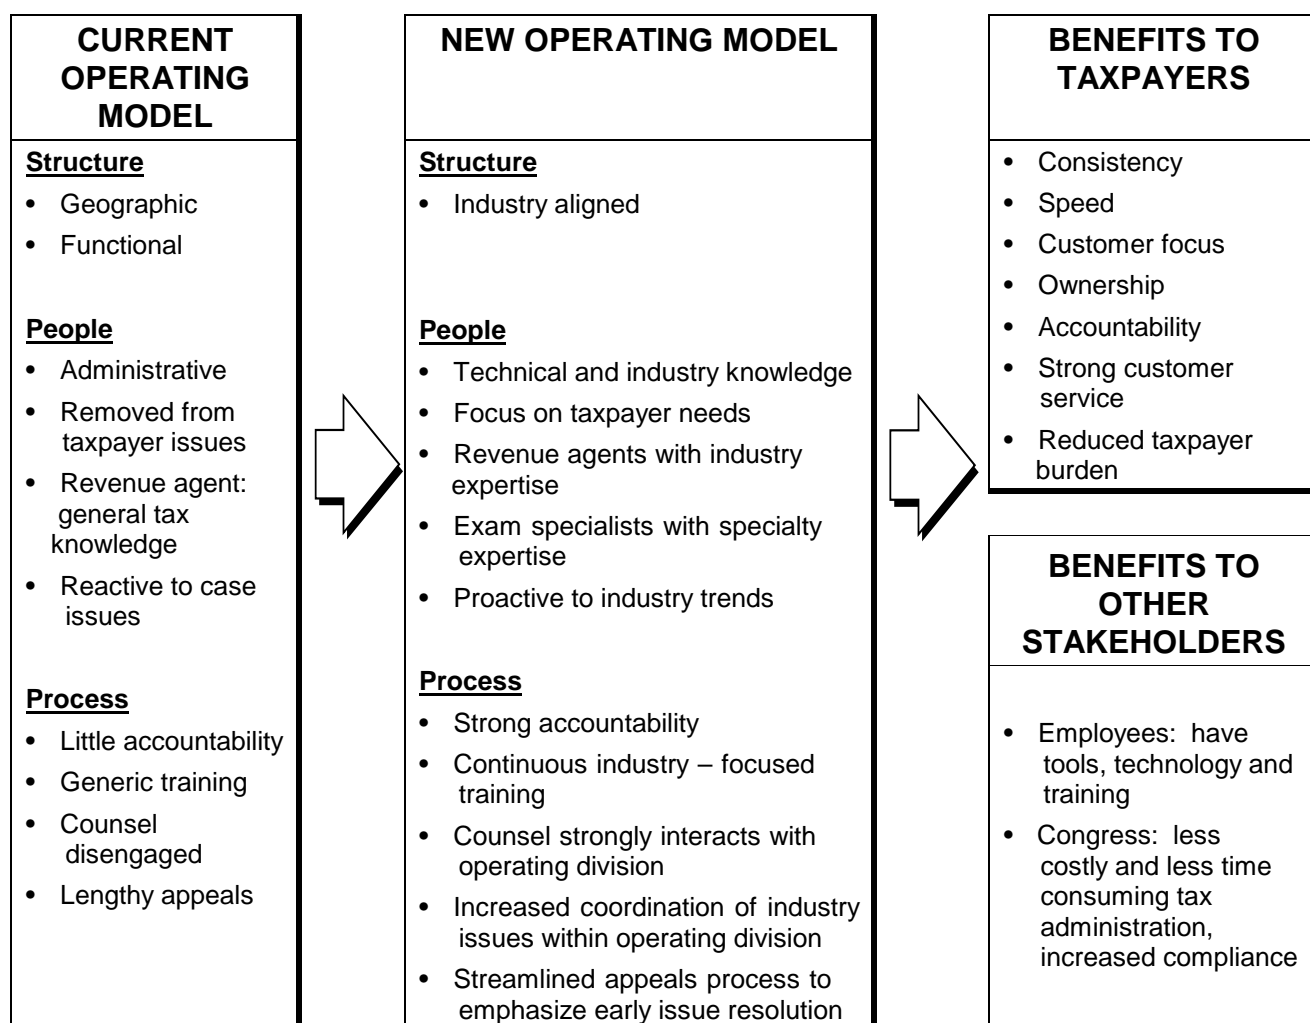 CURRENT
OPERATING
MODEL
Structure
• Geographic
• Functional
People
• Administrative
• Removed from
taxpayer issues
• Revenue agent:
general tax
knowledge
• Reactive to case
issues
Process
• Little accountability
• Generic training
• Counsel
disengaged
• Lengthy appeals
NEW OPERATING MODEL
Structure
• Industry aligned
People
• Technical and industry knowledge
• Focus on taxpayer needs
• Revenue agents with industry
expertise
• Exam specialists with specialty
expertise
• Proactive to industry trends
Process
• Strong accountability
• Continuous industry – focused
training
• Counsel strongly interacts with
operating division
• Increased coordination of industry
issues within operating division
• Streamlined appeals process to
emphasize early issue resolution
BENEFITS TO
TAXPAYERS
• Consistency
• Speed
• Customer focus
• Ownership
• Accountability
• Strong customer
service
• Reduced taxpayer
burden
BENEFITS TO
OTHER
STAKEHOLDERS
• Employees: have
tools, technology and
training
• Congress: less
costly and less time
consuming tax
administration,
increased compliance